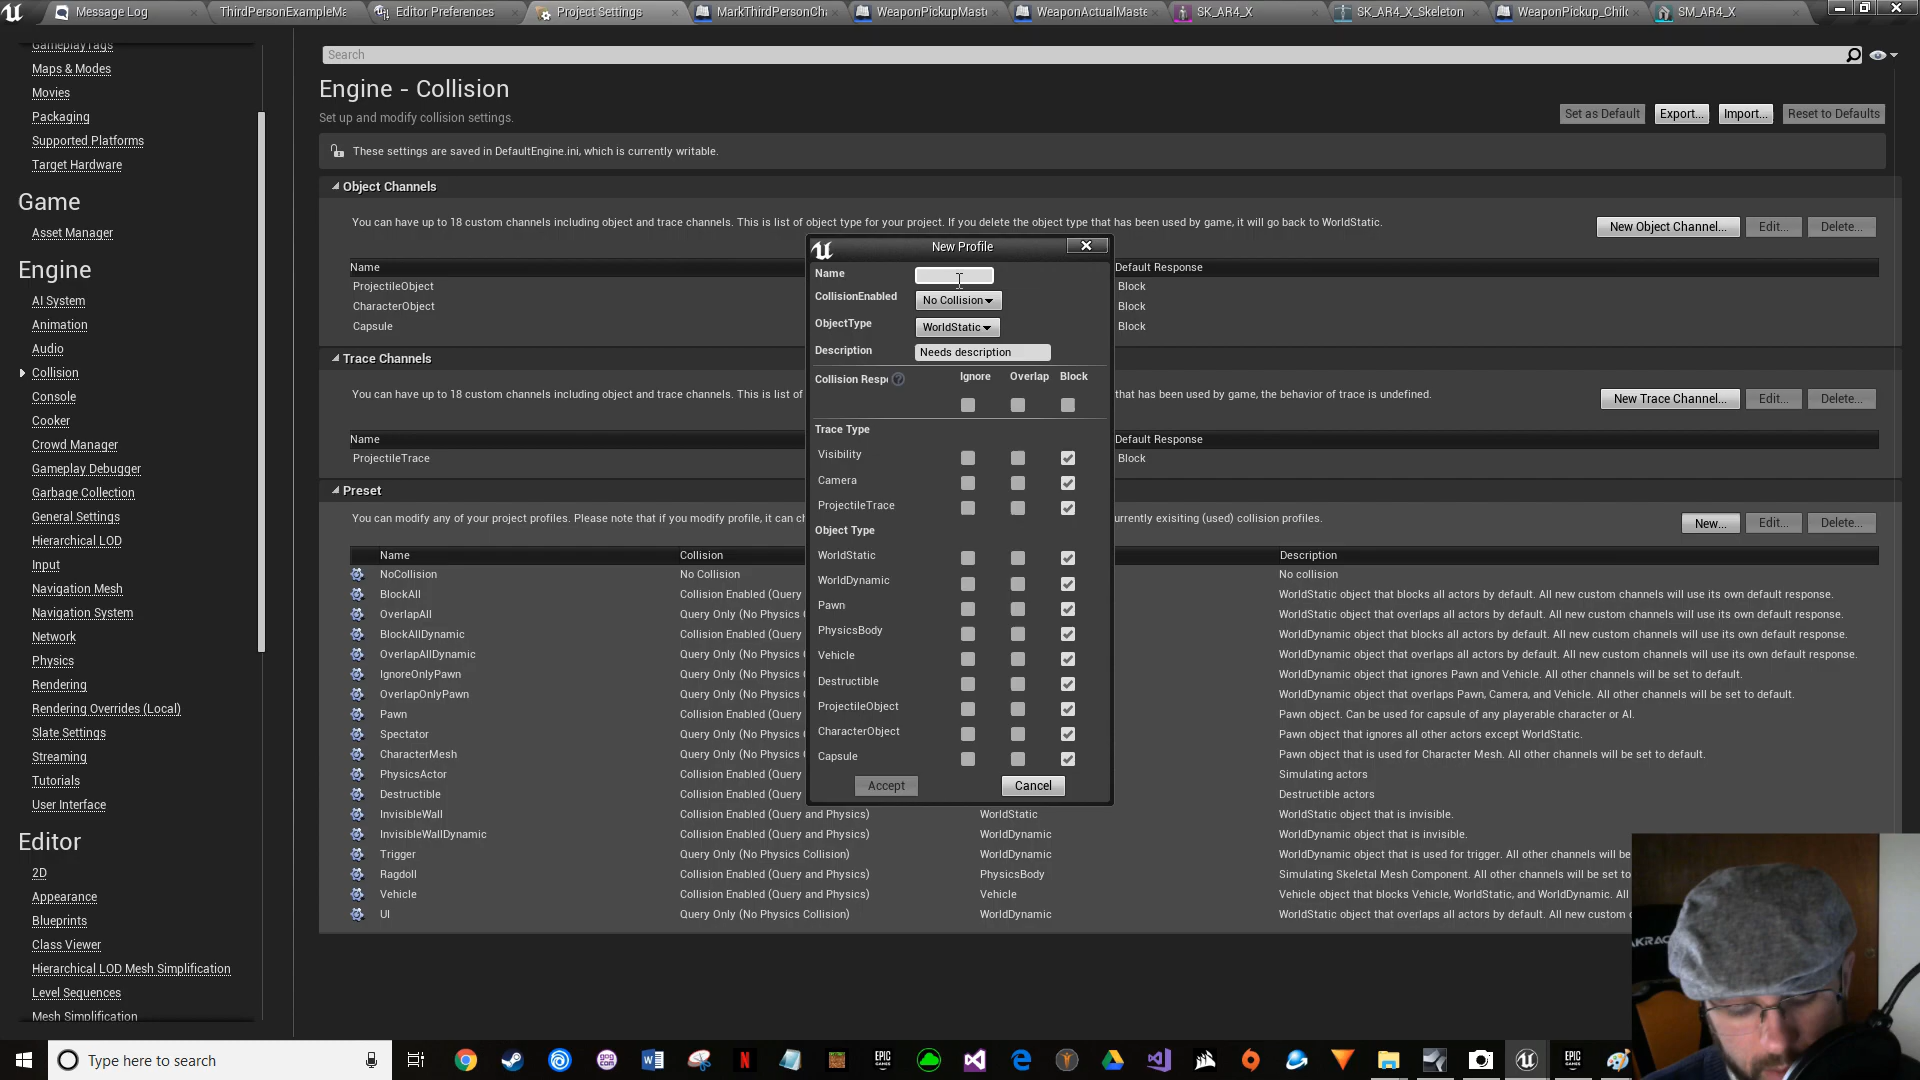 Message Log
ThirdPersonExampleMa
Editor Preferences
Project Settings
MarkThirdPersonCha
WeaponPickupMaste
WeaponActualMaste
SK_AR4_X
SK_AR4_X_Skeleton
WeaponPickup_Chilc
SM_AR4_X
GameplayTags
Maps & Modes
Movies
Packaging
Supported Platforms
Target Hardware
Game
Asset Manager
Engine
AI System
Animation
Audio
Collision
Console
Cooker
Crowd Manager
Gameplay Debugger
Garbage Collection
General Settings
Hierarchical LOD
Input
Navigation Mesh
Navigation System
Network
Physics
Rendering
Rendering Overrides (Local)
Slate Settings
Streaming
Tutorials
User Interface
Editor
2D
Appearance
Blueprints
Class Viewer
Hierarchical LOD Mesh Simplification
Level Sequences
Mesh Simplification
Search
Engine - Collision
Set up and modify collision settings.
Set as Default Export... Import... Reset to Defaults
These settings are saved in DefaultEngine.ini, which is currently writable.
Object Channels
You can have up to 18 custom channels including object and trace channels. This is list of object type for your project. If you delete the object type that has been used by game, it will go back to WorldStatic.
New Object Channel... Edit... Delete...
Name Default Response
ProjectileObject Block
CharacterObject Block
Capsule Block
Trace Channels
You can have up to 18 custom channels including object and trace channels. This is list of that has been used by game, the behavior of trace is undefined.
New Trace Channel... Edit... Delete...
Name Default Response
ProjectileTrace Block
Preset
You can modify any of your project profiles. Please note that if you modify profile, it can ch urrently exisiting (used) collision profiles.
New... Edit... Delete...
Name Collision Description
NoCollision No Collision No collision
BlockAll Collision Enabled (Query WorldStatic object that blocks all actors by default. All new custom channels will use its own default response.
OverlapAll Query Only (No Physics C WorldStatic object that overlaps all actors by default. All new custom channels will use its own default response.
BlockAllDynamic Collision Enabled (Query WorldDynamic object that blocks all actors by default. All new custom channels will use its own default response.
OverlapAllDynamic Query Only (No Physics C WorldDynamic object that overlaps all actors by default. All new custom channels will use its own default response.
IgnoreOnlyPawn Query Only (No Physics C WorldDynamic object that ignores Pawn and Vehicle. All other channels will be set to default.
OverlapOnlyPawn Query Only (No Physics C WorldDynamic object that overlaps Pawn, Camera, and Vehicle. All other channels will be set to default.
Pawn Collision Enabled (Query Pawn object. Can be used for capsule of any playerable character or AI.
Spectator Query Only (No Physics C Pawn object that ignores all other actors except WorldStatic.
CharacterMesh Query Only (No Physics C Pawn object that is used for Character Mesh. All other channels will be set to default.
PhysicsActor Collision Enabled (Query Simulating actors
Destructible Collision Enabled (Query Destructible actors
InvisibleWall Collision Enabled (Query and Physics) WorldStatic WorldStatic object that is invisible.
InvisibleWallDynamic Collision Enabled (Query and Physics) WorldDynamic WorldDynamic object that is invisible.
Trigger Query Only (No Physics Collision) WorldDynamic WorldDynamic object that is used for trigger. All other channels will be
Ragdoll Collision Enabled (Query and Physics) PhysicsBody Simulating Skeletal Mesh Component. All other channels will be set to
Vehicle Collision Enabled (Query and Physics) Vehicle Vehicle object that blocks Vehicle, WorldStatic, and WorldDynamic. All
UI Query Only (No Physics Collision) WorldDynamic WorldStatic object that overlaps all actors by default. All new custom c
New Profile
Name
CollisionEnabled No Collision
ObjectType WorldStatic
Description Needs description
Collision Respo Ignore Overlap Block
Trace Type
Visibility
Camera
ProjectileTrace
Object Type
WorldStatic
WorldDynamic
Pawn
PhysicsBody
Vehicle
Destructible
ProjectileObject
CharacterObject
Capsule
Accept Cancel
AKRAC
Type here to search